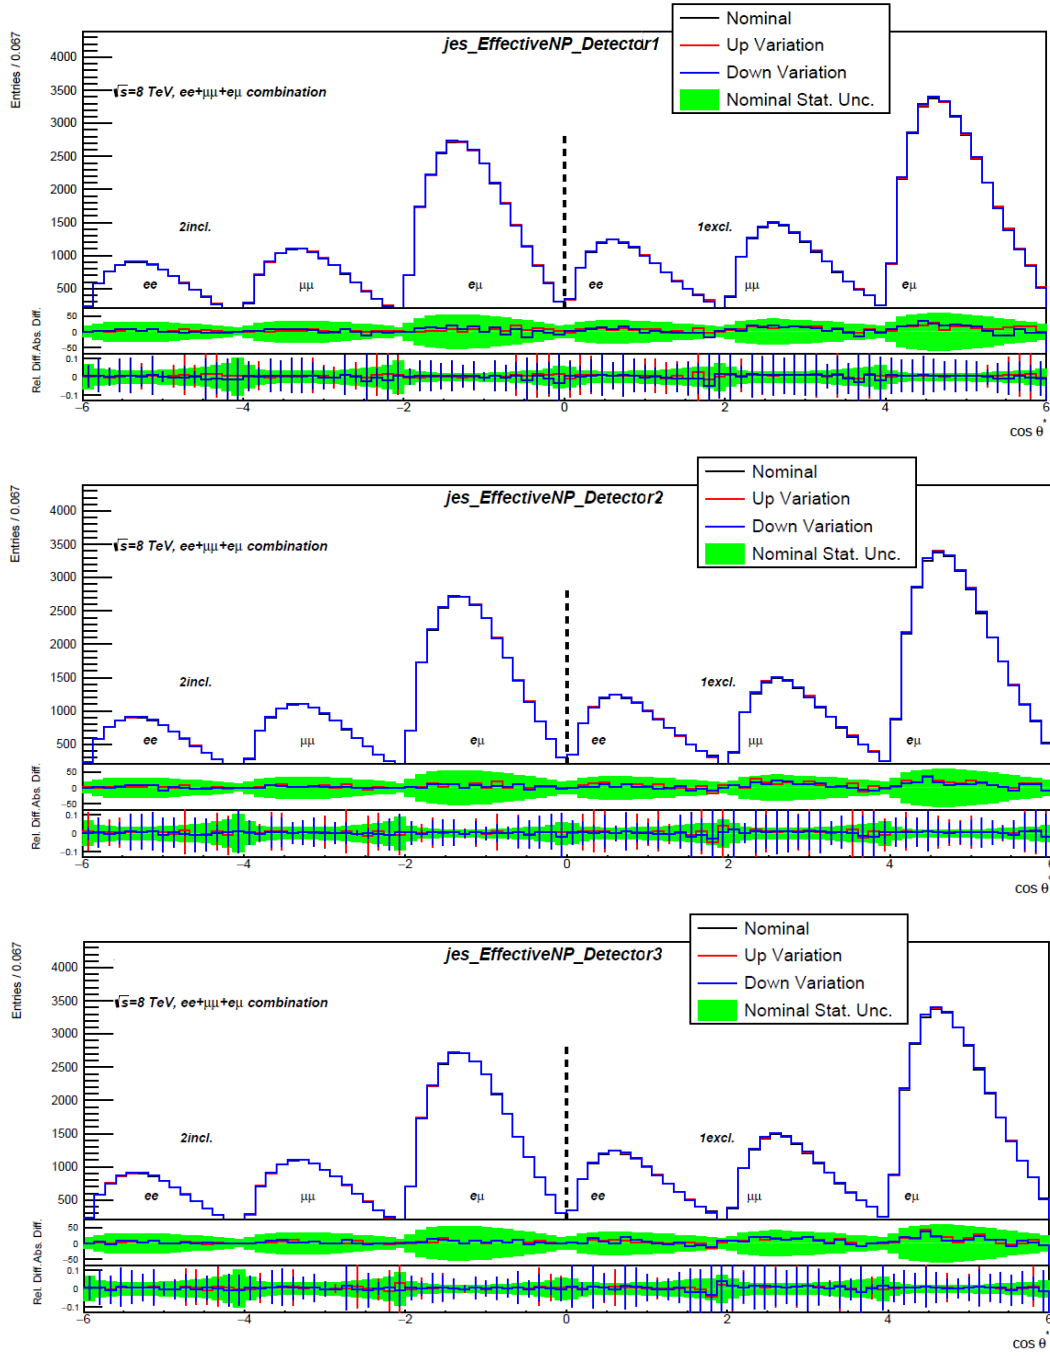 Nominal
Up Variation
Down Variation
Nominal Stat. Unc.
jes_EffectiveNP_Detector1
Entries / 0.067
4000
3500
3000
2500
2000
1500
1000
500
√s=8 TeV, ee+μμ+eμ combination
2incl.
1excl.
ee
μμ
eμ
ee
μμ
eμ
Abs. Diff.
50
0
−50
Rel. Diff.
0.1
0
−0.1
−6
−4
−2
0
2
4
6
cos θ*
Nominal
Up Variation
Down Variation
Nominal Stat. Unc.
jes_EffectiveNP_Detector2
Entries / 0.067
4000
3500
3000
2500
2000
1500
1000
500
√s=8 TeV, ee+μμ+eμ combination
2incl.
1excl.
ee
μμ
eμ
ee
μμ
eμ
Abs. Diff.
50
0
−50
Rel. Diff.
0.1
0
−0.1
−6
−4
−2
0
2
4
6
cos θ*
Nominal
Up Variation
Down Variation
Nominal Stat. Unc.
jes_EffectiveNP_Detector3
Entries / 0.067
4000
3500
3000
2500
2000
1500
1000
500
√s=8 TeV, ee+μμ+eμ combination
2incl.
1excl.
ee
μμ
eμ
ee
μμ
eμ
Abs. Diff.
50
0
−50
Rel. Diff.
0.1
0
−0.1
−6
−4
−2
0
2
4
6
cos θ*